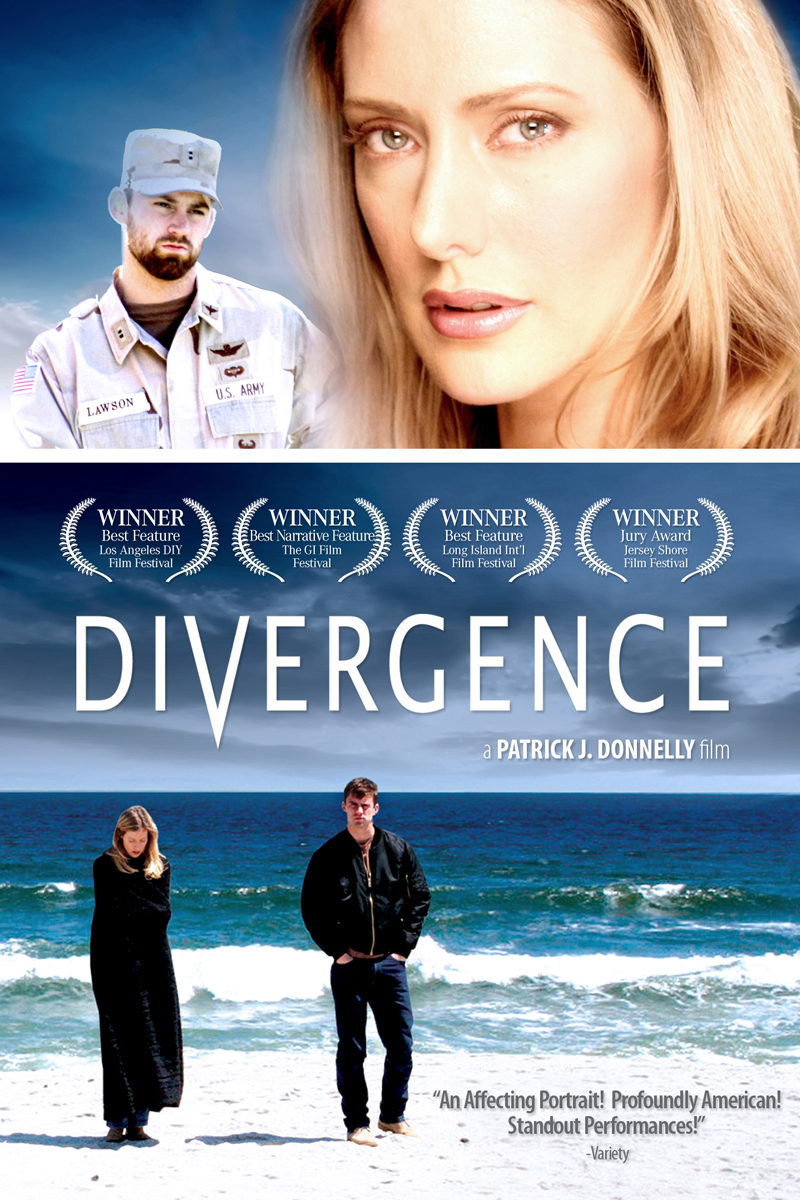 LAWSON
U.S. ARMY
WINNER
Best Feature
Los Angeles DIY
Film Festival
WINNER
Best Narrative Feature
The GI Film
Festival
WINNER
Best Feature
Long Island Int'l
Film Festival
WINNER
Jury Award
Jersey Shore
Film Festival
DIVERGENCE
a PATRICK J. DONNELLY film
“An Affecting Portrait! Profoundly American!
Standout Performances!”
-Variety